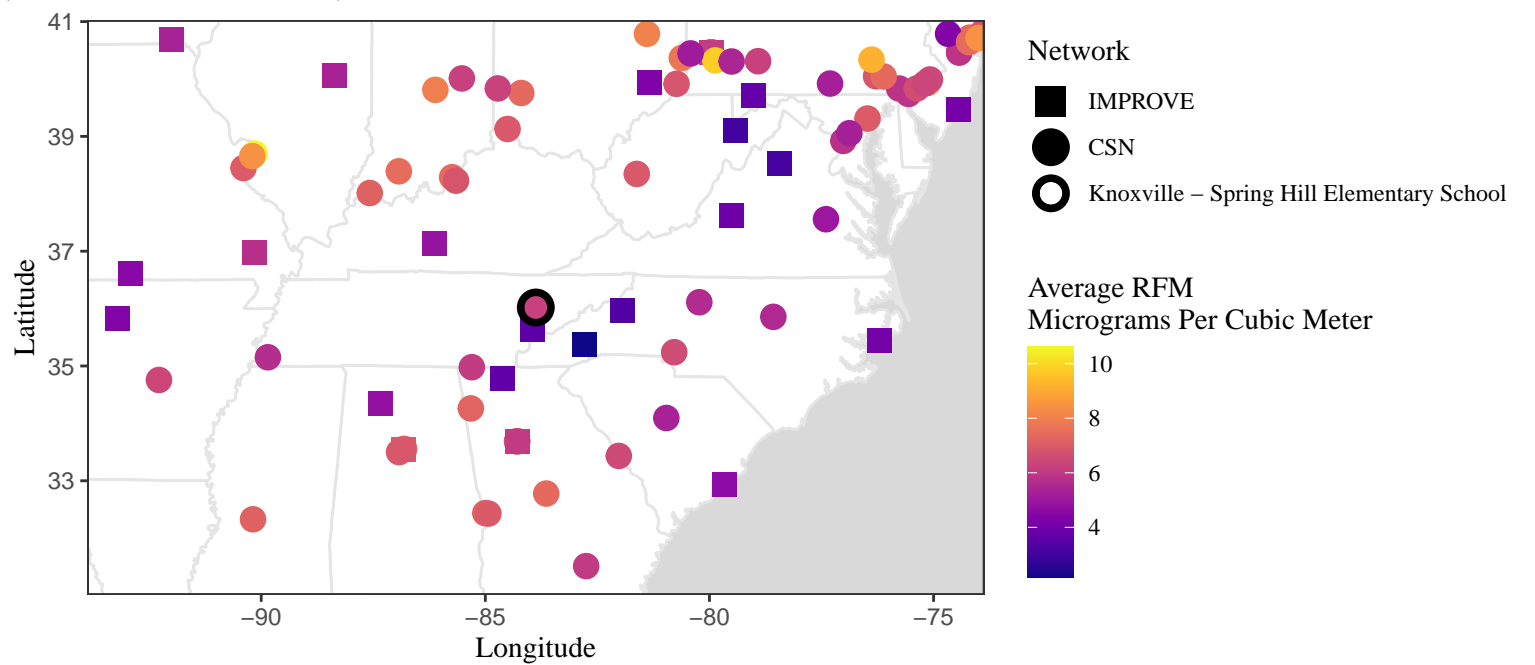 41
39
37
35
33
Latitude
−90
−85
−80
−75
Longitude
Network
IMPROVE
CSN
Knoxville − Spring Hill Elementary School
Average RFM
Micrograms Per Cubic Meter
10
8
6
4